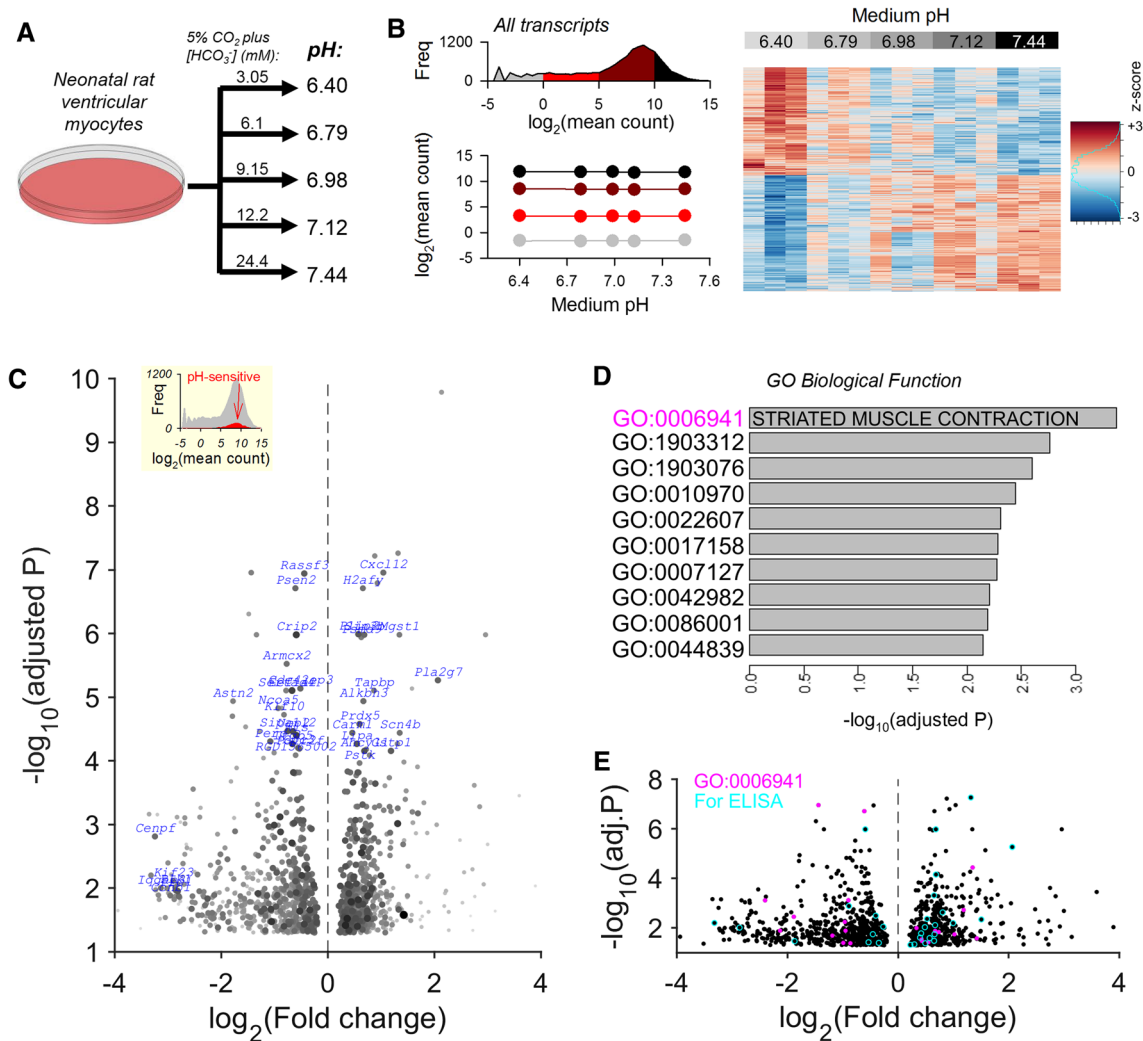 A
5% CO2 plus
[HCO3-] (mM):
pH:
Neonatal rat
ventricular
myocytes
3.05
6.40
6.1
6.79
9.15
6.98
12.2
7.12
24.4
7.44
B
All transcripts
Freq
1200
0
-5 0 5 10 15
log2(mean count)
log2(mean count)
15
10
5
0
-5
6.4 6.7 7.0 7.3 7.6
Medium pH
Medium pH
6.40 6.79 6.98 7.12 7.44
z-score
+3
0
-3
C
-log10(adjusted P)
10
9
8
7
6
5
4
3
2
1
1200
Freq
0
pH-sensitive
-5 0 5 10 15
log2(mean count)
Rassf3
Cxcl12
Psen2
H2afy
Crip2
Mgst1
Armcx2
Pla2g7
Tapbp
Astn2
Alkbh3
Ncoa5
Klf10
Prdx5
Carm1
Scn4b
Pstk
Cenpf
Kif23
-4 -2 0 2 4
log2(Fold change)
D
GO Biological Function
GO:0006941 STRIATED MUSCLE CONTRACTION
GO:1903312
GO:1903076
GO:0010970
GO:0022607
GO:0017158
GO:0007127
GO:0042982
GO:0086001
GO:0044839
0.0 0.5 1.0 1.5 2.0 2.5 3.0
-log10(adjusted P)
E
GO:0006941
For ELISA
-log10(adj.P)
8
6
4
2
-4 -2 0 2 4
log2(Fold change)